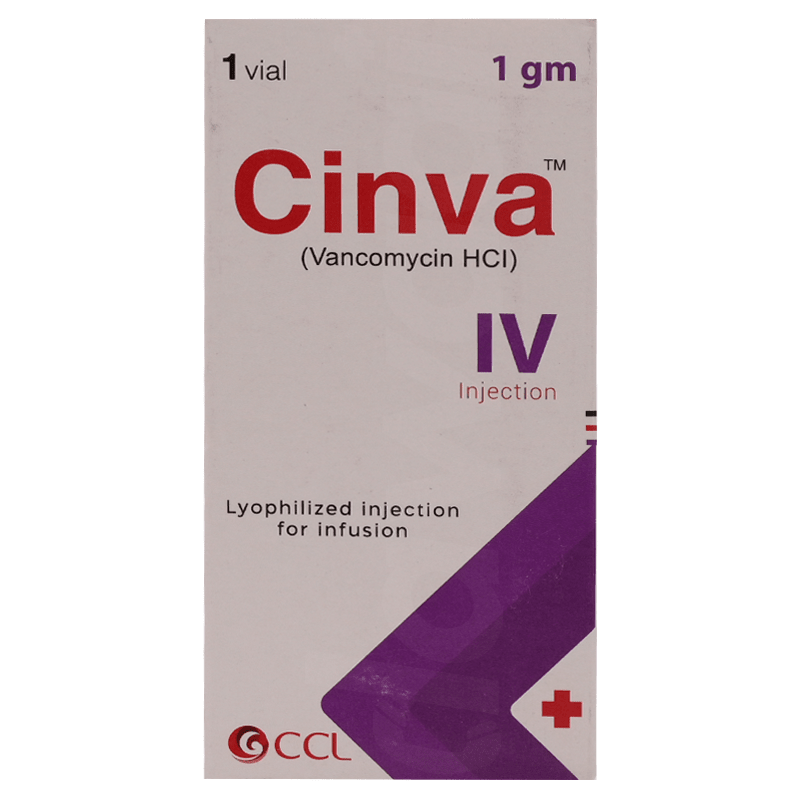 1 vial 1 gm
Cinva™
(Vancomycin HCl)
IV
Injection
Lyophilized injection
for infusion
CCL